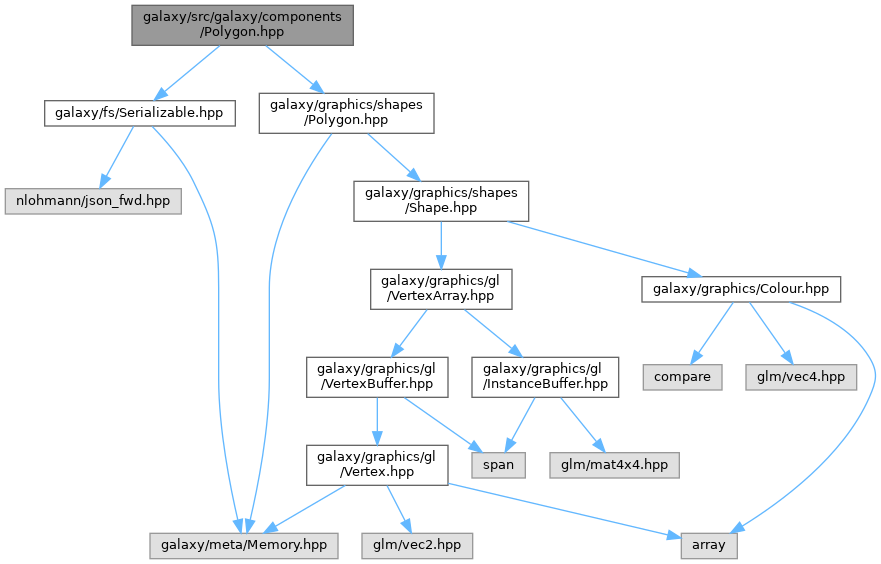 galaxy/src/galaxy/components
/Polygon.hpp
galaxy/fs/Serializable.hpp
galaxy/graphics/shapes
/Polygon.hpp
nlohmann/json_fwd.hpp
galaxy/graphics/shapes
/Shape.hpp
galaxy/graphics/gl
/VertexArray.hpp
galaxy/graphics/Colour.hpp
galaxy/graphics/gl
/VertexBuffer.hpp
galaxy/graphics/gl
/InstanceBuffer.hpp
compare
glm/vec4.hpp
galaxy/graphics/gl
/Vertex.hpp
span
glm/mat4x4.hpp
galaxy/meta/Memory.hpp
glm/vec2.hpp
array